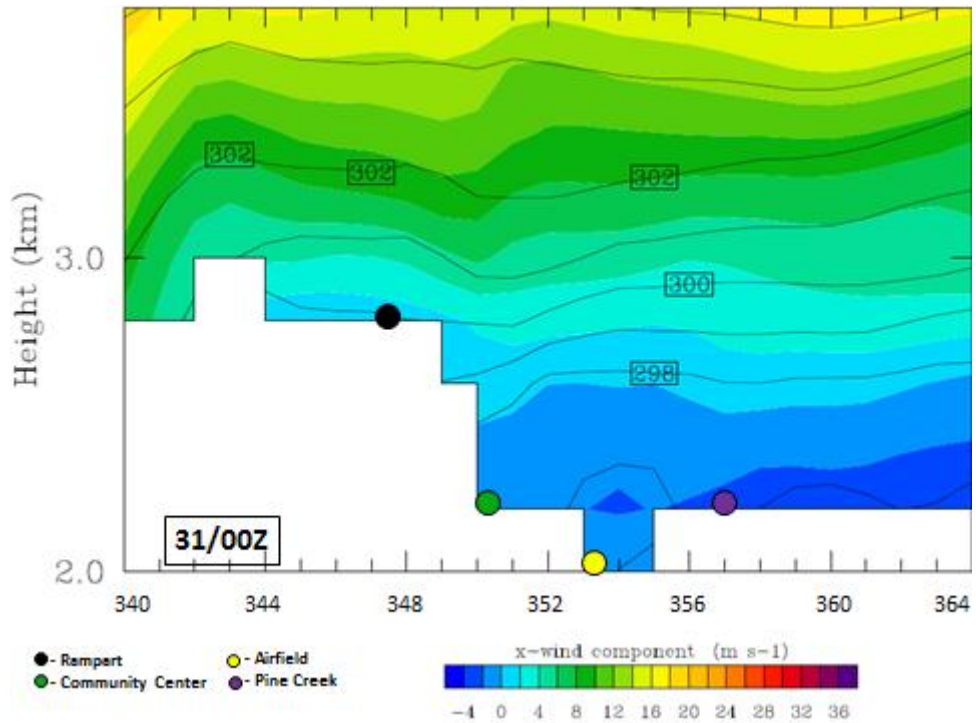 302
302
302
Height (km)
3.0
300
298
31/00Z
2.0
340 344 348 352 356 360 364
x-wind component (m s-1)
- Rampart - Airfield
- Community Center - Pine Creek
-4 0 4 8 12 16 20 24 28 32 36